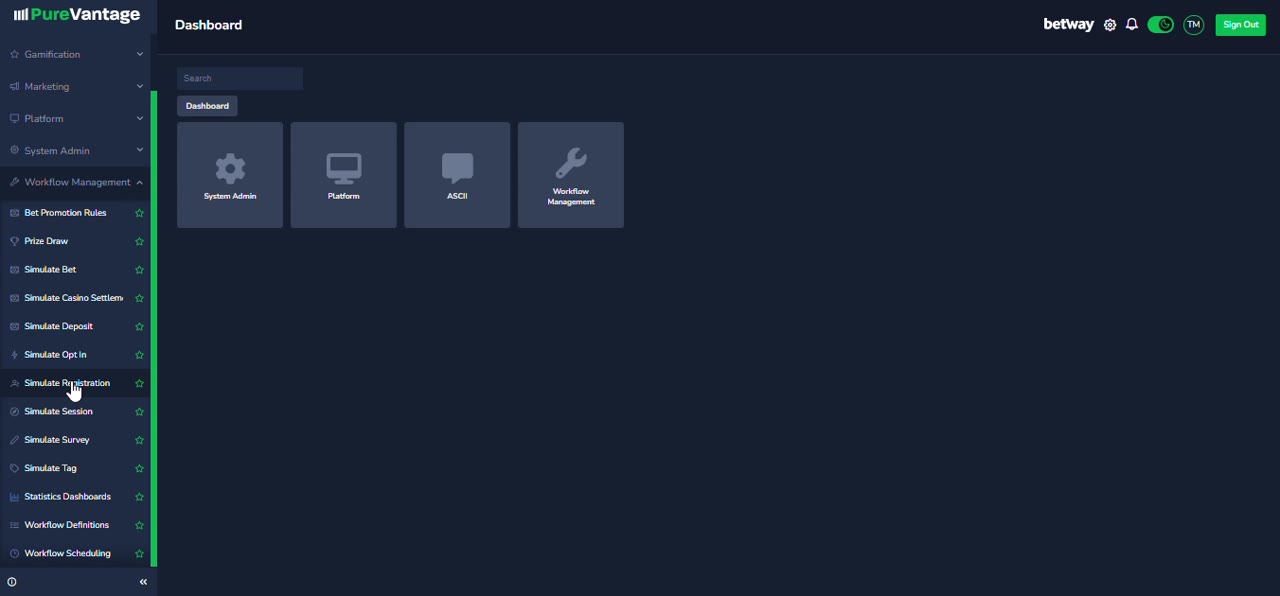 PureVantage
Dashboard
betway
TM
Sign Out
Gamification
Marketing
Platform
System Admin
Workflow Management
Bet Promotion Rules
Prize Draw
Simulate Bet
Simulate Casino Settlem
Simulate Deposit
Simulate Opt In
Simulate Registration
Simulate Session
Simulate Survey
Simulate Tag
Statistics Dashboards
Workflow Definitions
Workflow Scheduling
Search
Dashboard
System Admin
Platform
ASCII
Workflow
Management